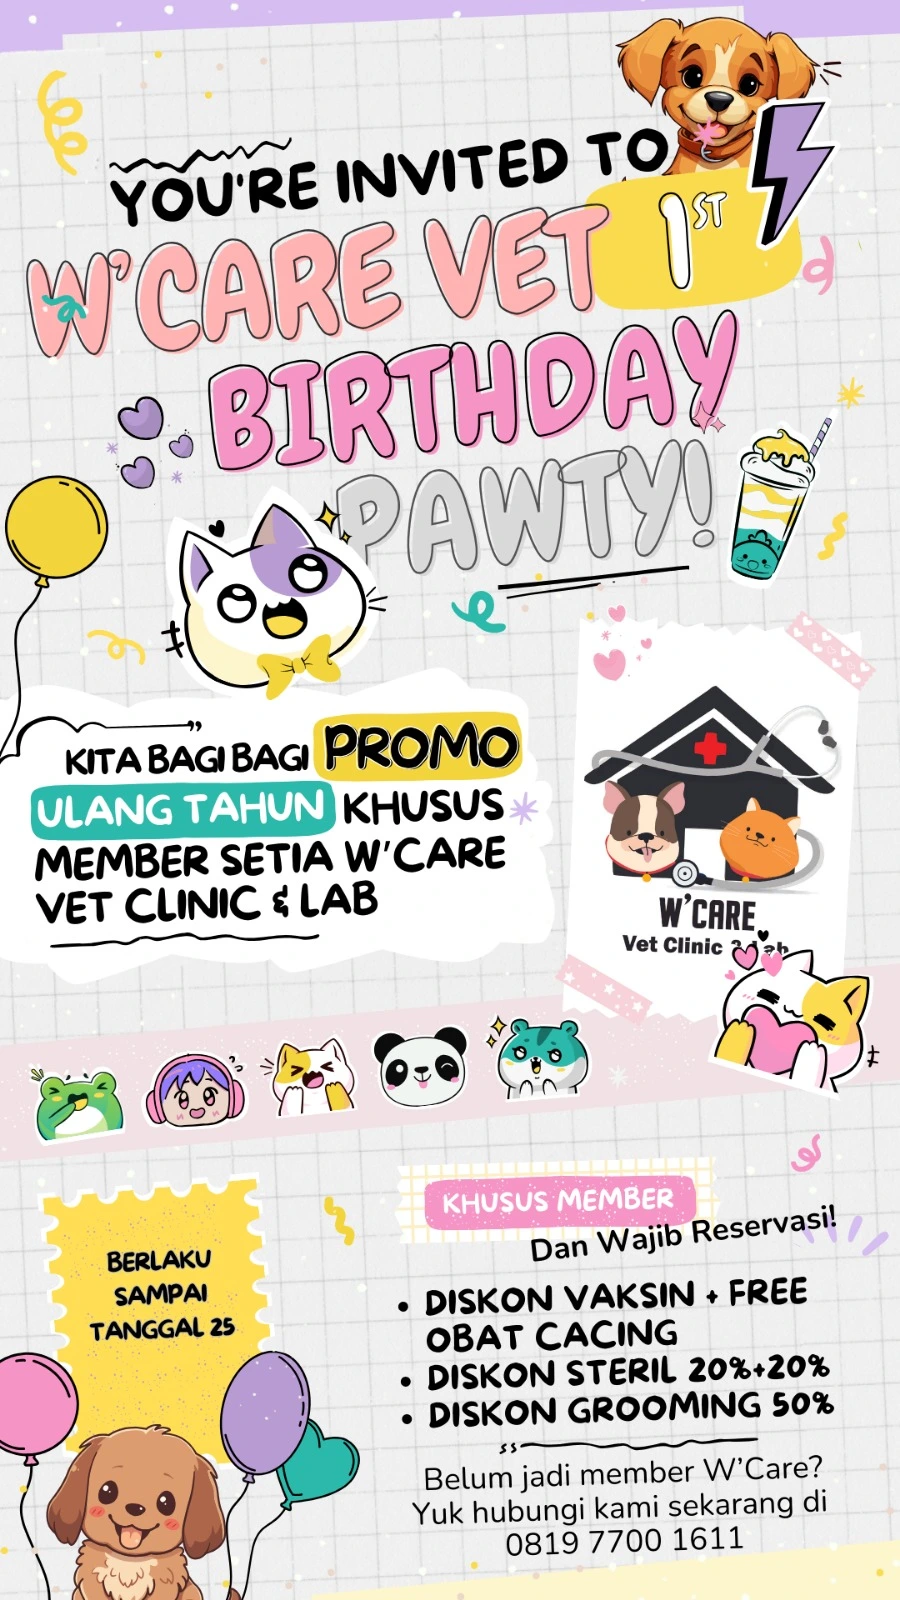 YOU'RE INVITED TO
W'CARE VET 1ST
BIRTHDAY
PAWTY!
KITA BAGI BAGI PROMO
ULANG TAHUN KHUSUS
MEMBER SETIA W'CARE
VET CLINIC & LAB
W'CARE
Vet Clinic & Lab
BERLAKU
SAMPAI
TANGGAL 25
KHUSUS MEMBER
Dan Wajib Reservasi!
• DISKON VAKSIN + FREE
OBAT CACING
• DISKON STERIL 20%+20%
• DISKON GROOMING 50%
Belum jadi member W'Care?
Yuk hubungi kami sekarang di
0819 7700 1611